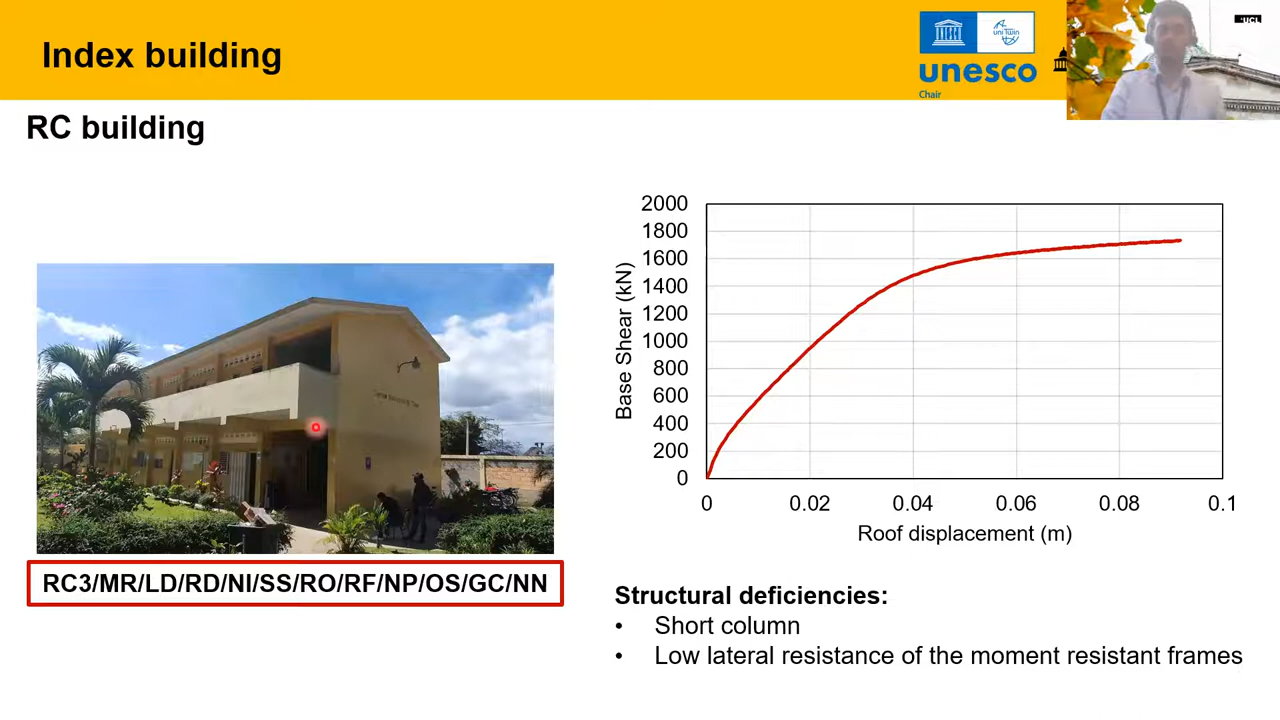 Index building
unesco
Chair
UCL
RC building
2000
1800
1600
1400
1200
1000
800
600
400
200
0
Base Shear (kN)
0 0.02 0.04 0.06 0.08 0.1
Roof displacement (m)
RC3/MR/LD/RD/NI/SS/RO/RF/NP/OS/GC/NN
Structural deficiencies:
• Short column
• Low lateral resistance of the moment resistant frames